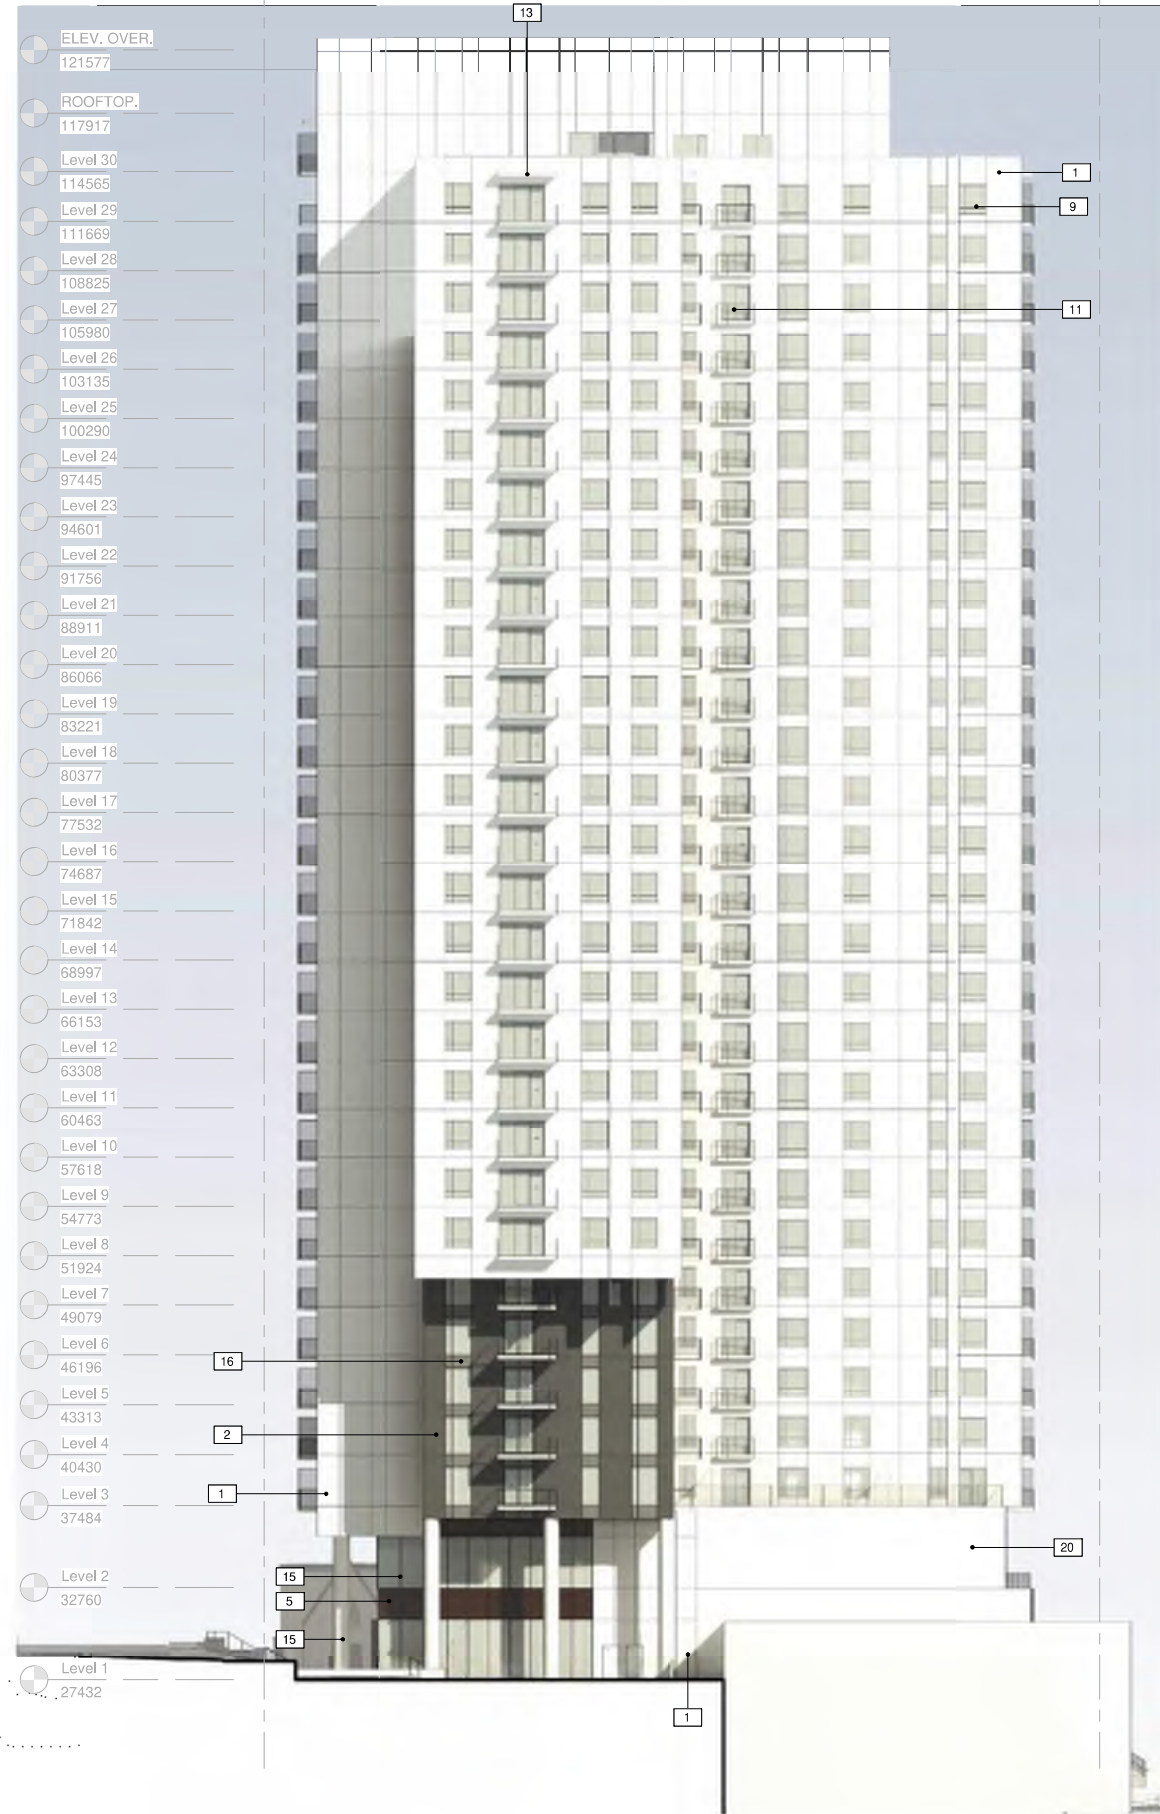 13
ELEV. OVER.
121577
ROOFTOP.
117917
Level 30
114565
1
Level 29
111669
9
Level 28
108825
Level 27
105980
11
Level 26
103135
Level 25
100290
Level 24
97445
Level 23
94601
Level 22
91756
Level 21
88911
Level 20
86066
Level 19
83221
Level 18
80377
Level 17
77532
Level 16
74687
Level 15
71842
Level 14
68997
Level 13
66153
Level 12
63308
Level 11
60463
Level 10
57618
Level 9
54773
Level 8
51924
Level 7
49079
Level 6
46196
16
Level 5
43313
2
Level 4
40430
Level 3
37484
1
20
Level 2
32760
15
5
15
Level 1
27432
1